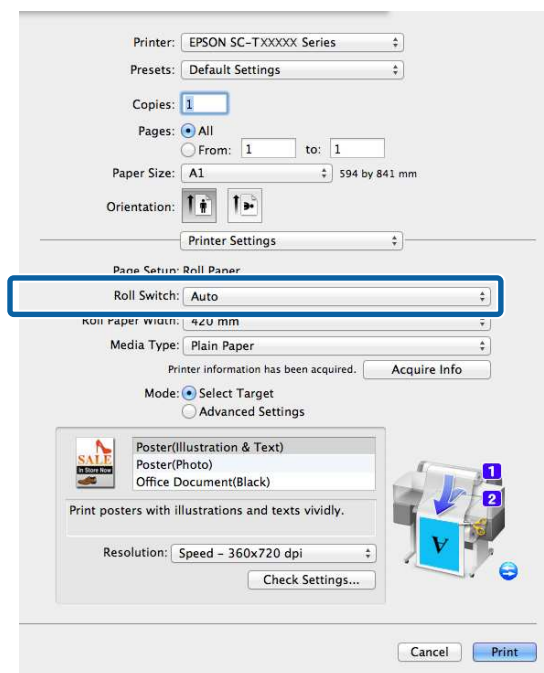 Printer: EPSON SC-TXXXXX Series
Presets: Default Settings
Copies: 1
Pages: All
From: 1 to: 1
Paper Size: A1 594 by 841 mm
Orientation:
Printer Settings
Page Setup: Roll Paper
Roll Switch: Auto
Roll Paper Width: 420 mm
Media Type: Plain Paper
Printer information has been acquired. Acquire Info
Mode: Select Target
Advanced Settings
SALE
In Store Now
Poster(Illustration & Text)
Poster(Photo)
Office Document(Black)
Print posters with illustrations and texts vividly.
1
2
A
Resolution: Speed - 360x720 dpi
Check Settings...
Cancel Print